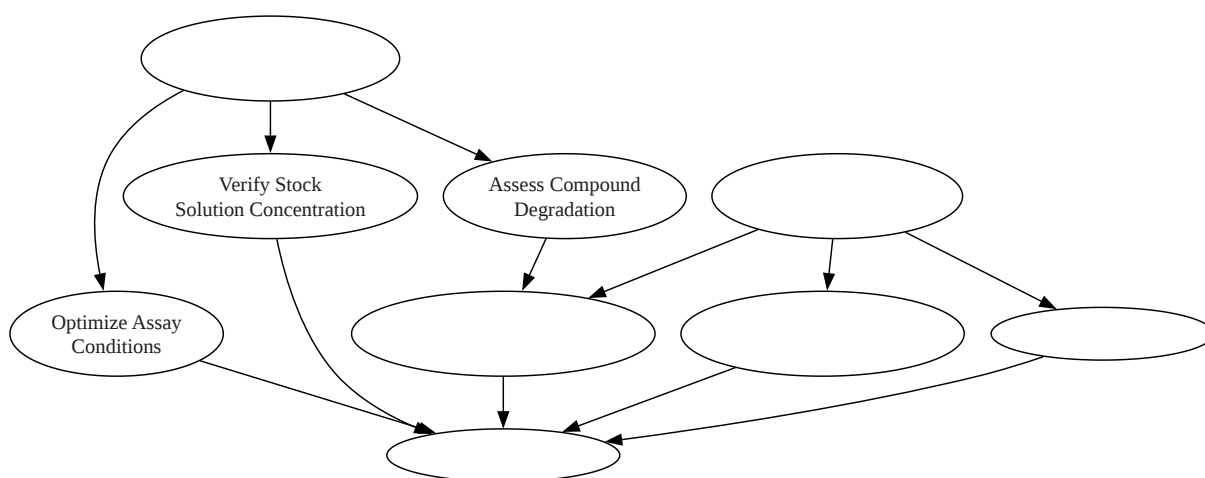 Verify Stock
Solution Concentration
Assess Compound
Degradation
Optimize Assay
Conditions